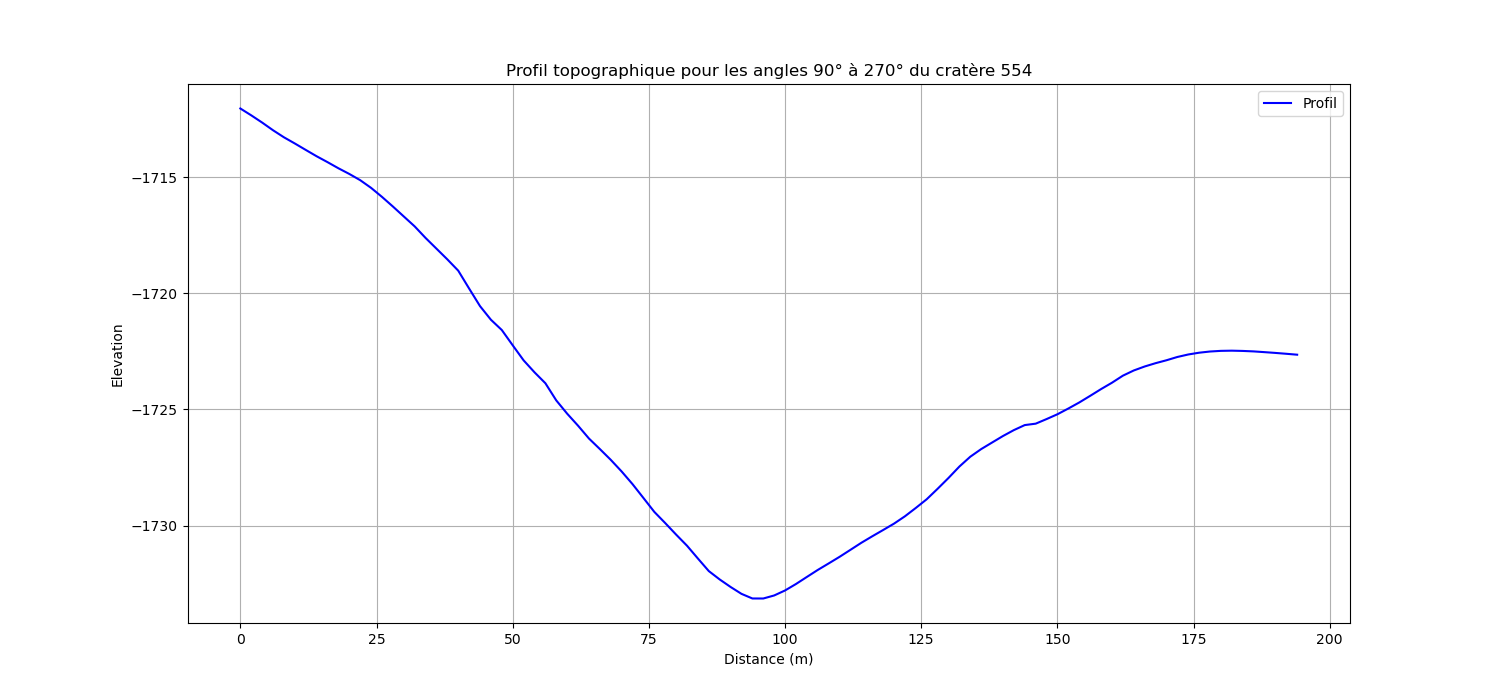 Profil topographique pour les angles 90° à 270° du cratère 554
Profil
−1715
−1720
−1725
−1730
Elevation
0 25 50 75 100 125 150 175 200
Distance (m)